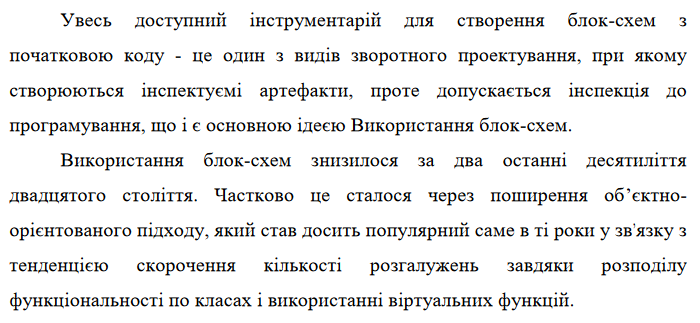 Увесь доступний інструментарій для створення блок-схем з
початковою коду - це один з видів зворотного проектування, при якому
створюються інспектуємі артефакти, проте допускається інспекція до
програмування, що і є основною ідеєю Використання блок-схем.
Використання блок-схем знизилося за два останні десятиліття
двадцятого століття. Частково це сталося через поширення об’єктно-
орієнтованого підходу, який став досить популярний саме в ті роки у зв’язку з
тенденцією скорочення кількості розгалужень завдяки розподілу
функціональності по класах і використанні віртуальних функцій.